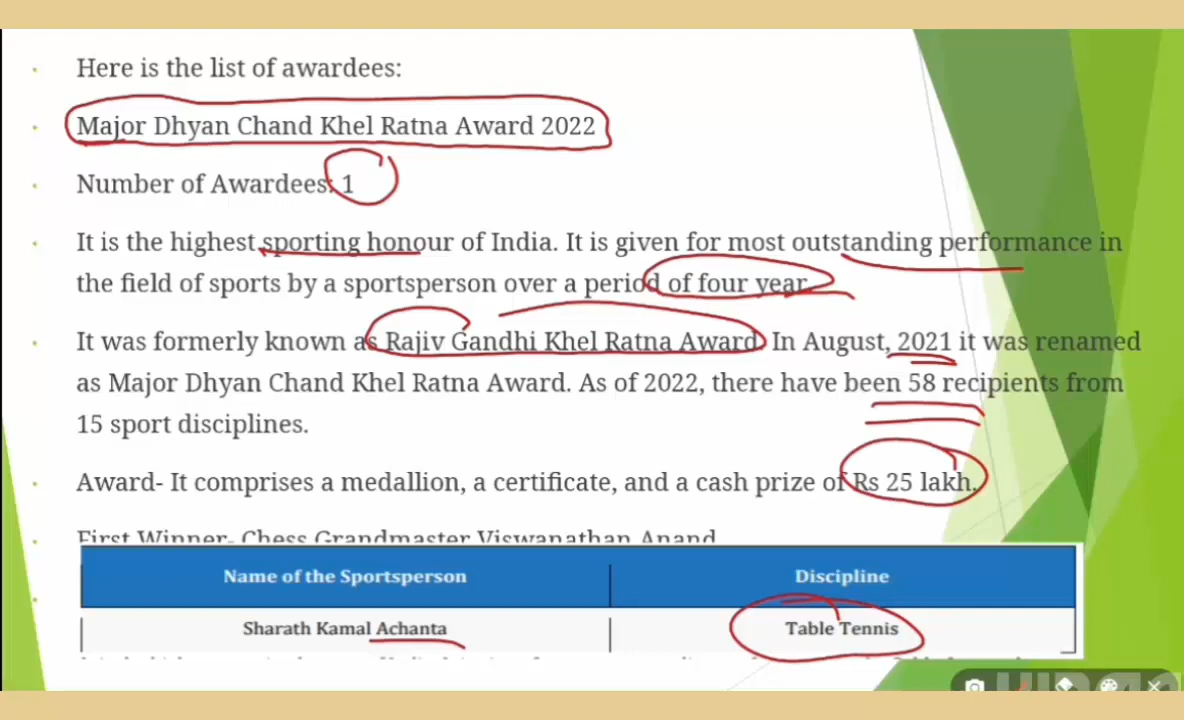 Here is the list of awardees:
Major Dhyan Chand Khel Ratna Award 2022
Number of Awardees: 1
It is the highest sporting honour of India. It is given for most outstanding performance in
the field of sports by a sportsperson over a period of four year.
It was formerly known as Rajiv Gandhi Khel Ratna Award. In August, 2021 it was renamed
as Major Dhyan Chand Khel Ratna Award. As of 2022, there have been 58 recipients from
15 sport disciplines.
Award- It comprises a medallion, a certificate, and a cash prize of Rs 25 lakh.
First Winner- Chess Grandmaster Viswanathan Anand
Name of the Sportsperson Discipline
Sharath Kamal Achanta Table Tennis